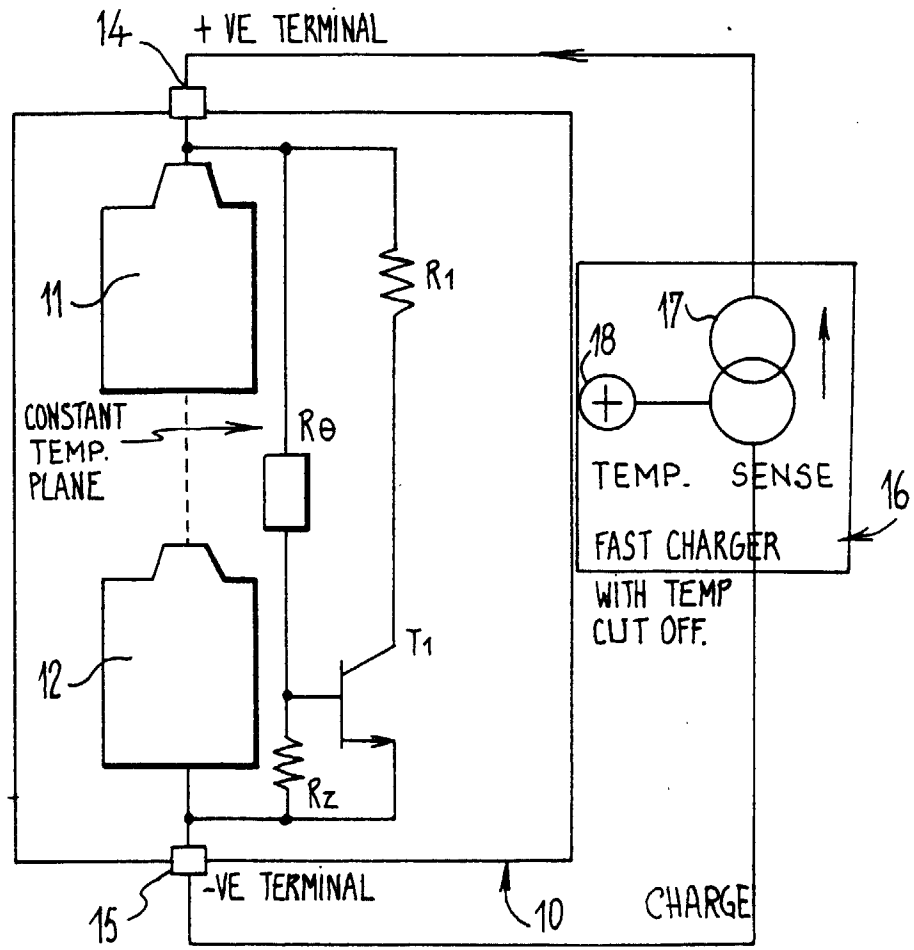 14
+ VE TERMINAL
11
R1
17
18
CONSTANT
TEMP.
PLANE
Rθ
TEMP. SENSE
16
FAST CHARGER
WITH TEMP
CUT OFF.
T1
12
RZ
-VE TERMINAL
15
10
CHARGE